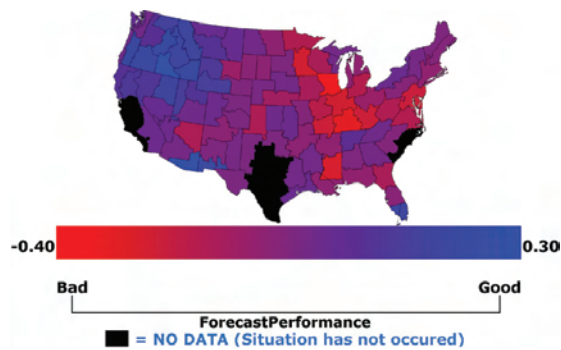 -0.40 0.30
Bad Good
ForecastPerformance
= NO DATA (Situation has not occured)